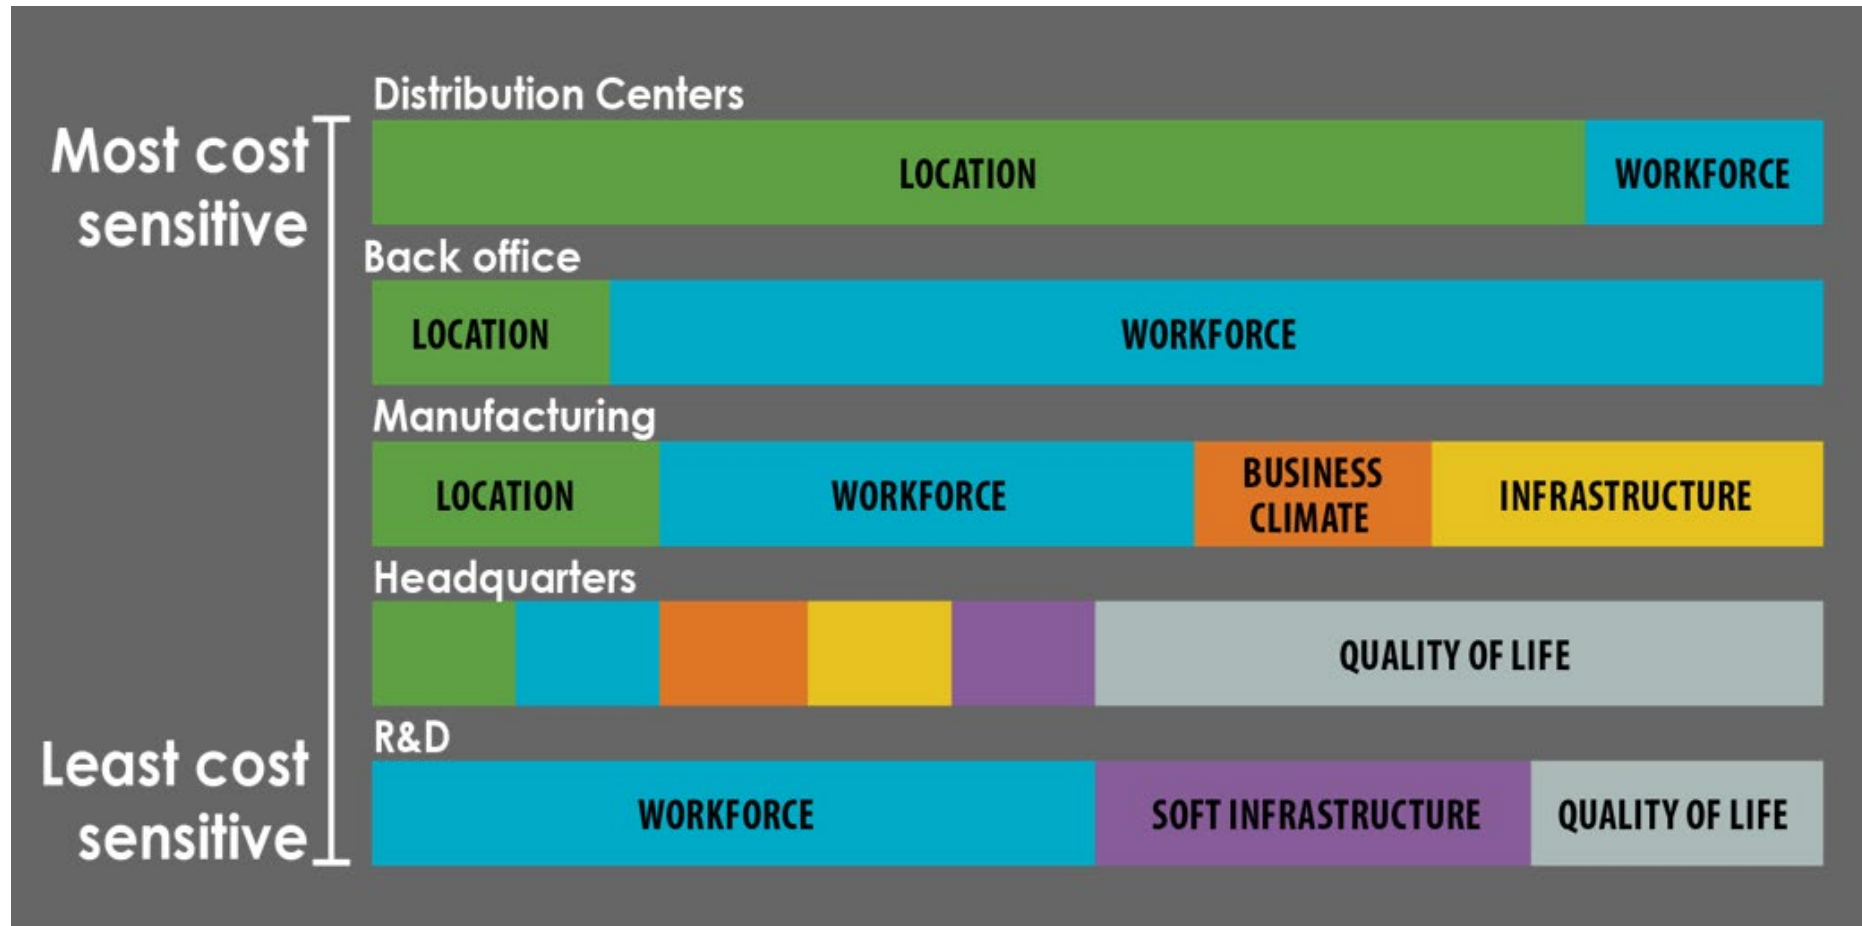 Most cost
sensitive
Distribution Centers
LOCATION
WORKFORCE
Back office
LOCATION
WORKFORCE
Manufacturing
LOCATION
WORKFORCE
BUSINESS
CLIMATE
INFRASTRUCTURE
Headquarters
QUALITY OF LIFE
Least cost
sensitive
R&D
WORKFORCE
SOFT INFRASTRUCTURE
QUALITY OF LIFE